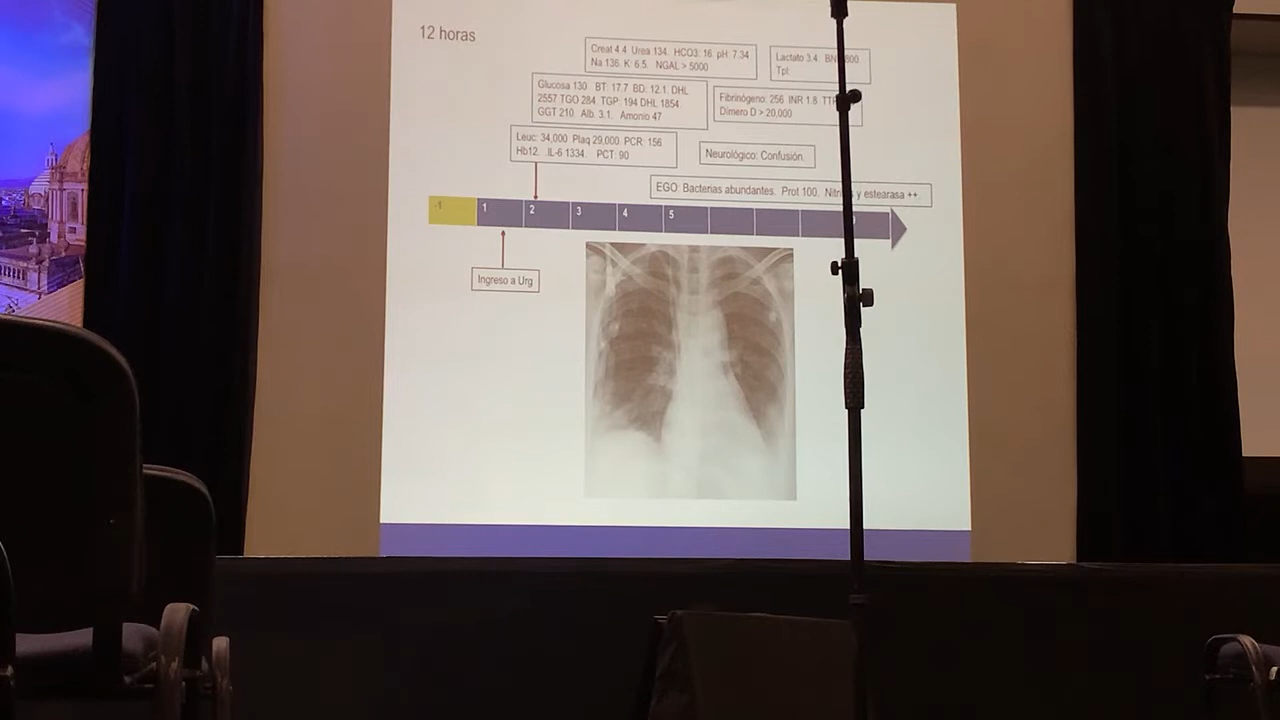 12 horas
Creat 4.4 Urea 134. HCO3: 16. pH: 7.34
Na 136. K: 6.5. NGAL > 5000
Lactato 3.4. 800.
TpI:
Glucosa 130 BT: 17.7 BD: 12.1. DHL
2557 TGO 284. TGP: 194 DHL 1854.
GGT 210. Alb. 3.1. Amonio 47
Fibrinógeno: 256 INR 1.8
Dímero D > 20,000
Leuc: 34,000 Plaq 29,000. PCR: 156
Hb12. IL-6 1334. PCT: 90
Neurológico: Confusión.
EGO: Bacterias abundantes. Prot 100. y estearasa ++
-1
1
2
3
4
5
Ingreso a Urg